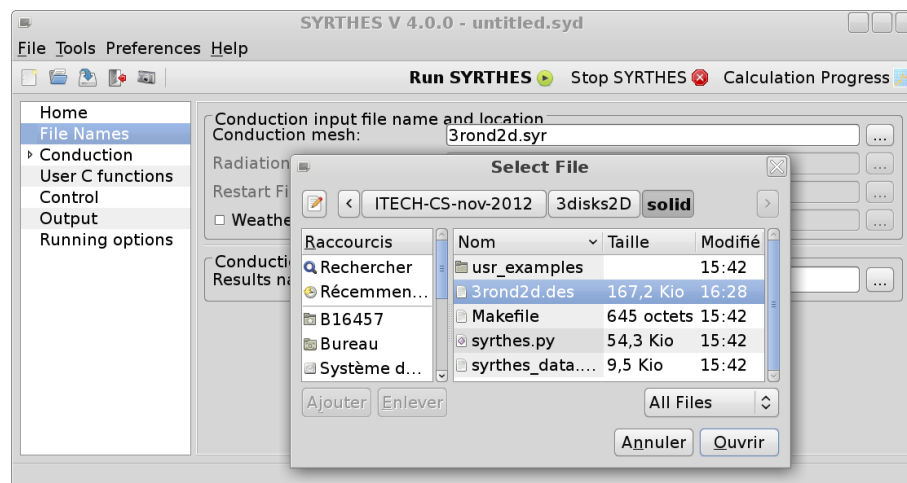 SYRTHES V 4.0.0 - untitled.syd
File Tools Preferences Help
Run SYRTHES Stop SYRTHES Calculation Progress
Home
File Names
Conduction
User C functions
Control
Output
Running options
Conduction input file name and location
Conduction mesh: 3rond2d.syr ...
Radiation ...
Restart Fi ...
Weathe ...
Conducti
Results na ...
Select File
ITECH-CS-nov-2012 3disks2D solid
Raccourcis
Rechercher
Récemmen...
B16457
Bureau
Système d...
Nom Taille Modifié
usr_examples 15:42
3rond2d.des 167,2 Kio 16:28
Makefile 645 octets 15:42
syrthes.py 54,3 Kio 15:42
syrthes_data.... 9,5 Kio 15:42
Ajouter Enlever
All Files
Annuler Ouvrir